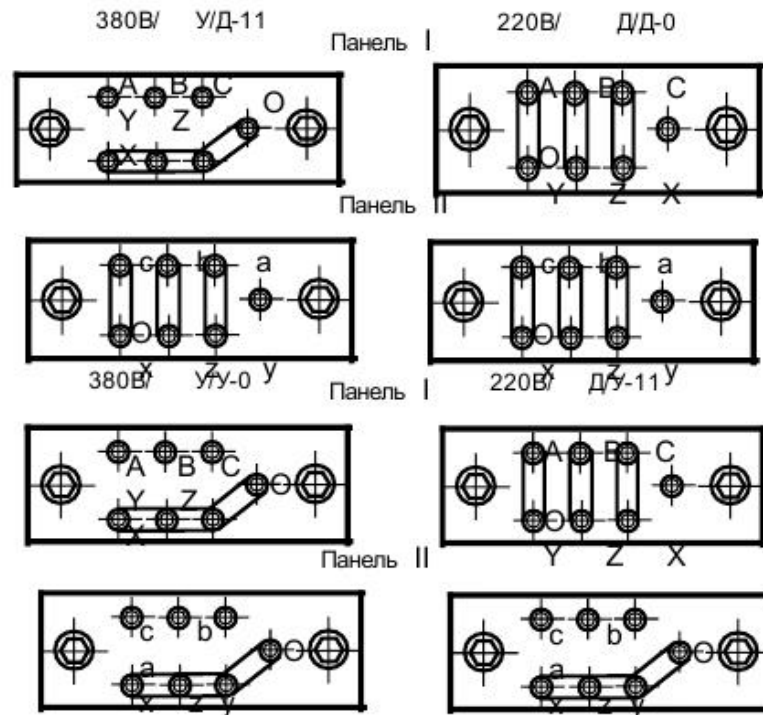 380В/ У/Д-11 220В/ Д/Д-0
Панель I
A B C A B C
O
Y Z
X O
Y Z X
Панель II
c b a c b a
O O
x z y x z y
380В/ У/У-0 220В/ Д/У-11
Панель I
A B C A B C
Y Z O O
X
Y Z X
Панель II
c b c b
O O
a a
x z y x z y